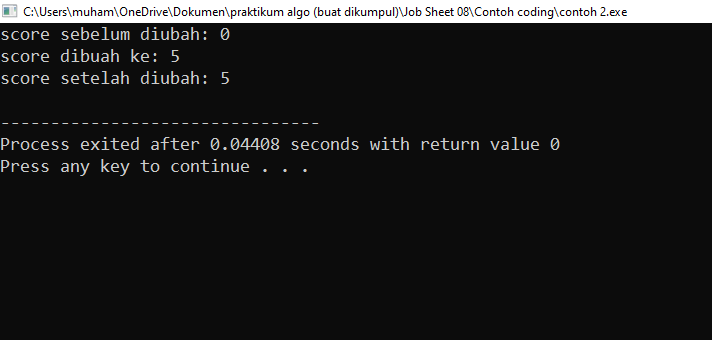 C:\Users\muham\OneDrive\Dokumen\praktikum algo (buat dikumpul)\Job Sheet 08\Contoh coding\contoh 2.exe
score sebelum diubah: 0
score dibuah ke: 5
score setelah diubah: 5
--------------------------------
Process exited after 0.04408 seconds with return value 0
Press any key to continue . . .